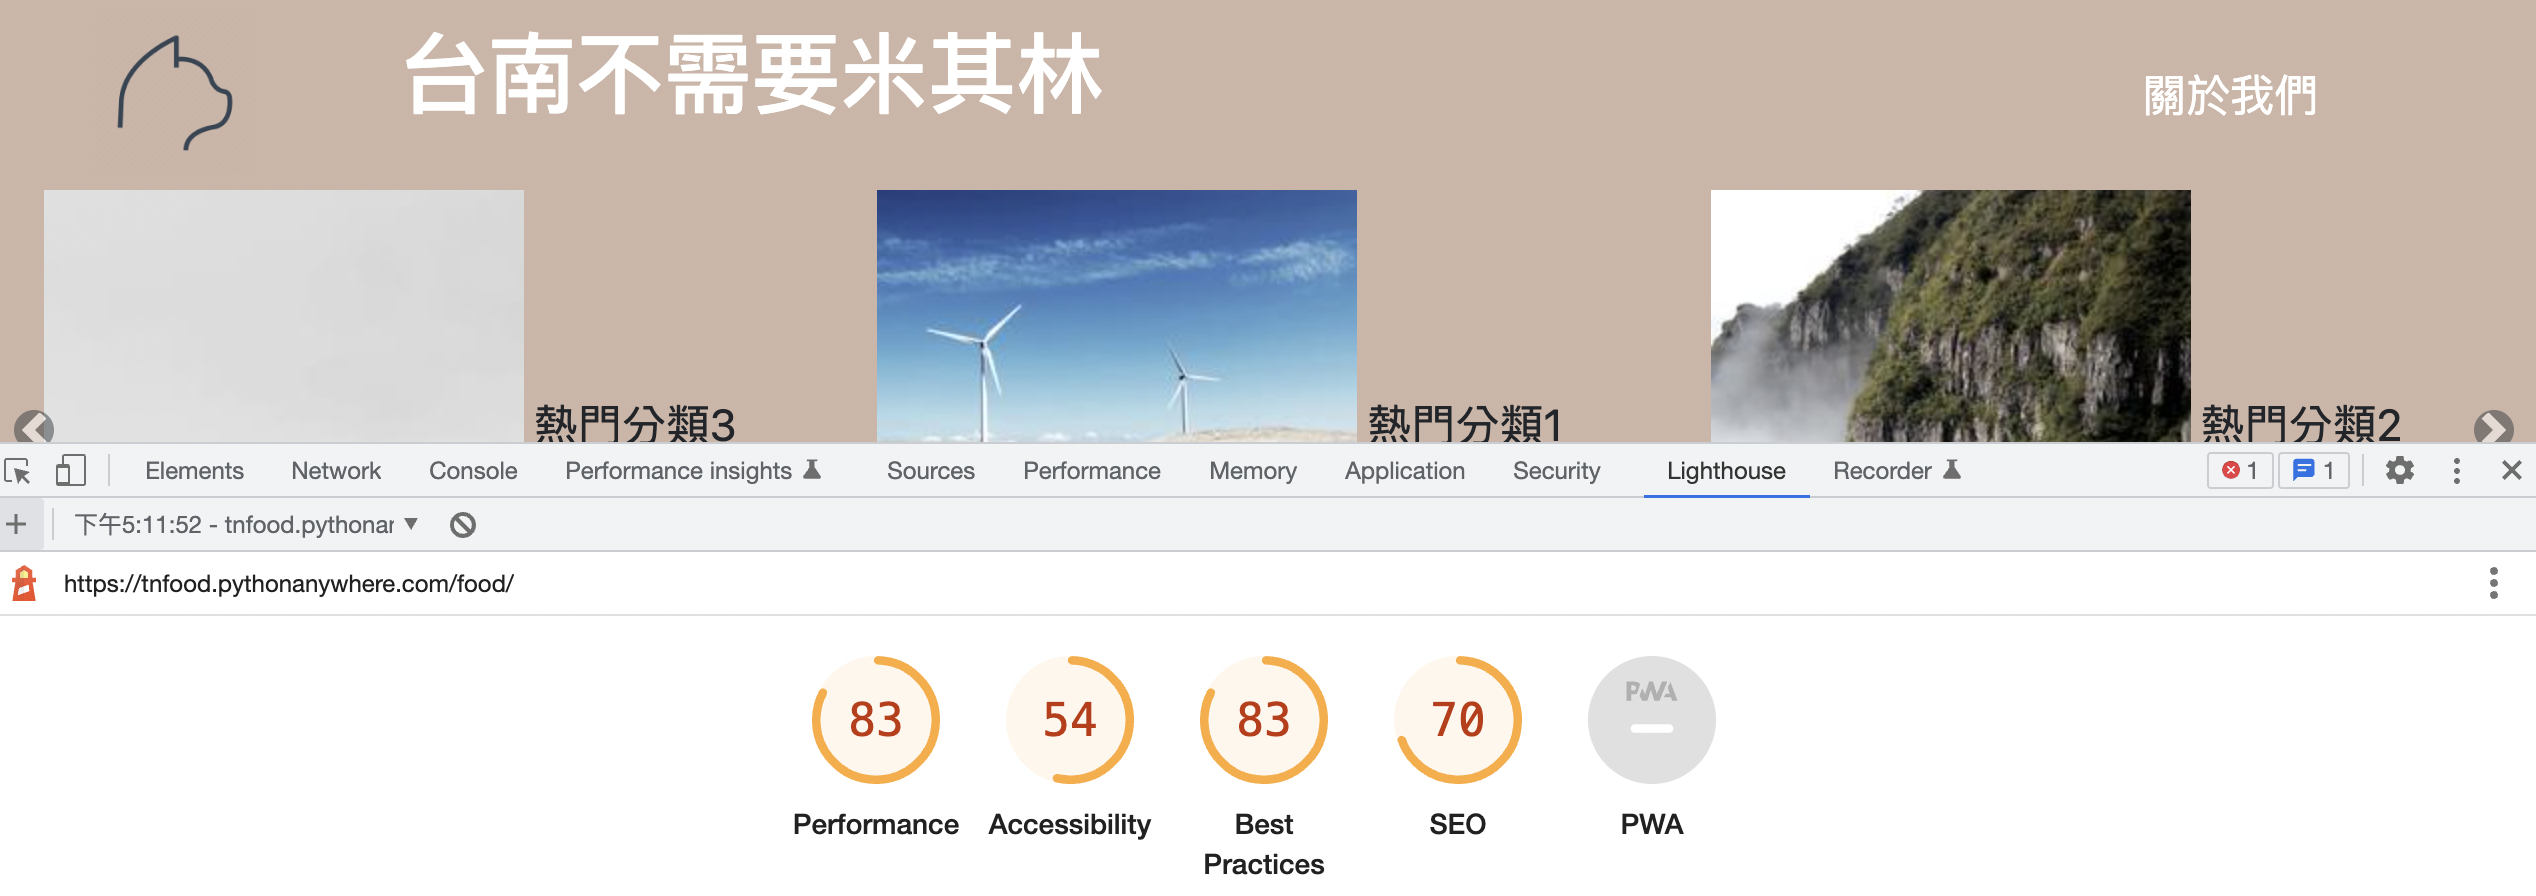 台南不需要米其林
關於我們
熱門分類3
熱門分類1
熱門分類2
Elements Network Console Performance insights Sources Performance Memory Application Security Lighthouse Recorder 1 1
下午5:11:52 - tnfood.pythonar
https://tnfood.pythonanywhere.com/food/
83 54 83 70 PWA
Performance Accessibility Best Practices SEO PWA